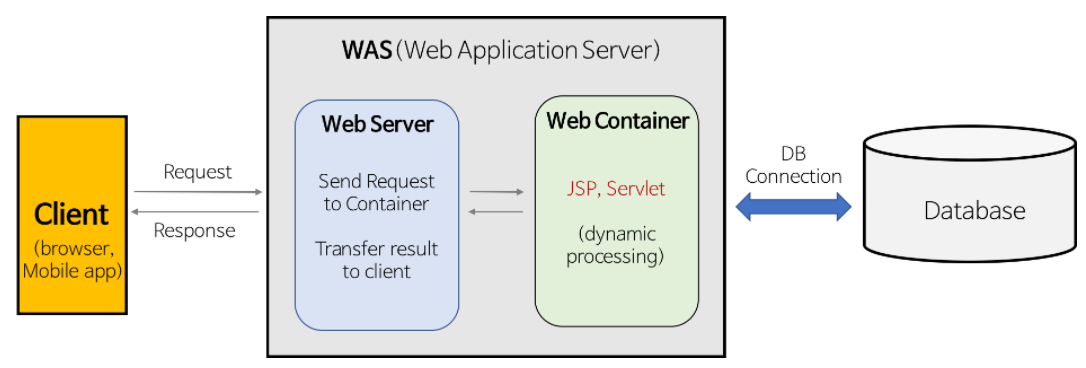 WAS(Web Application Server)
Client
(browser,
Mobile app)
Request
Response
Web Server
Send Request
to Container
Transfer result
to client
Web Container
JSP, Servlet
(dynamic
processing)
DB
Connection
Database